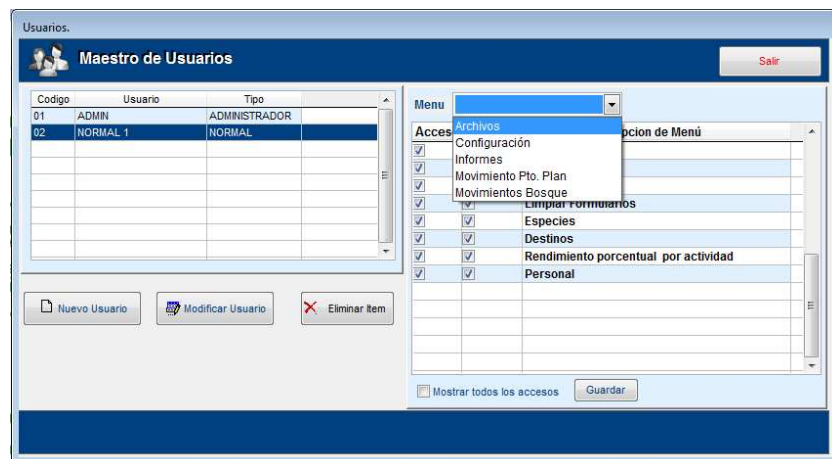 Usuarios.
Maestro de Usuarios
Salir
Codigo Usuario Tipo
01 ADMIN ADMINISTRADOR
02 NORMAL 1 NORMAL
Nuevo Usuario Modificar Usuario Eliminar Item
Menu
Archivos
Configuración
Informes
Movimiento Pto. Plan
Movimientos Bosque
Acces pcion de Menú
Limpiar Formularios
Especies
Destinos
Rendimiento porcentual por actividad
Personal
Mostrar todos los accesos Guardar